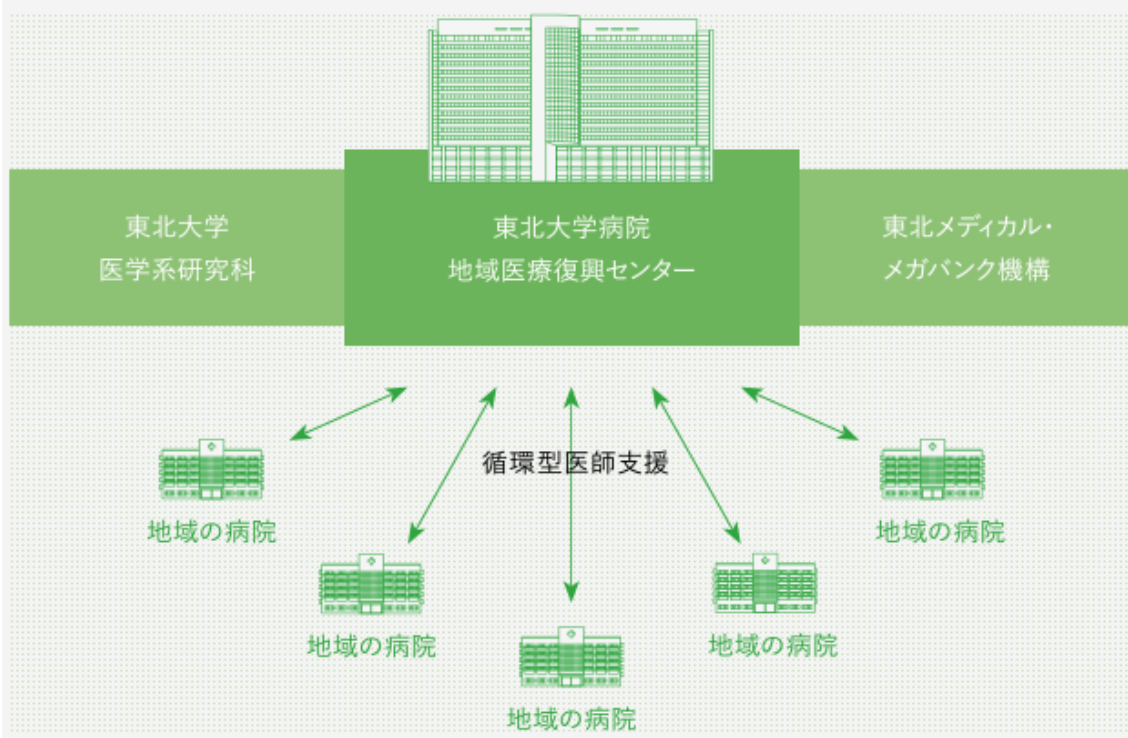 東北大学
医学系研究科
東北大学病院
地域医療復興センター
東北メディカル・
メガバンク機構
循環型医師支援
地域の病院
地域の病院
地域の病院
地域の病院
地域の病院